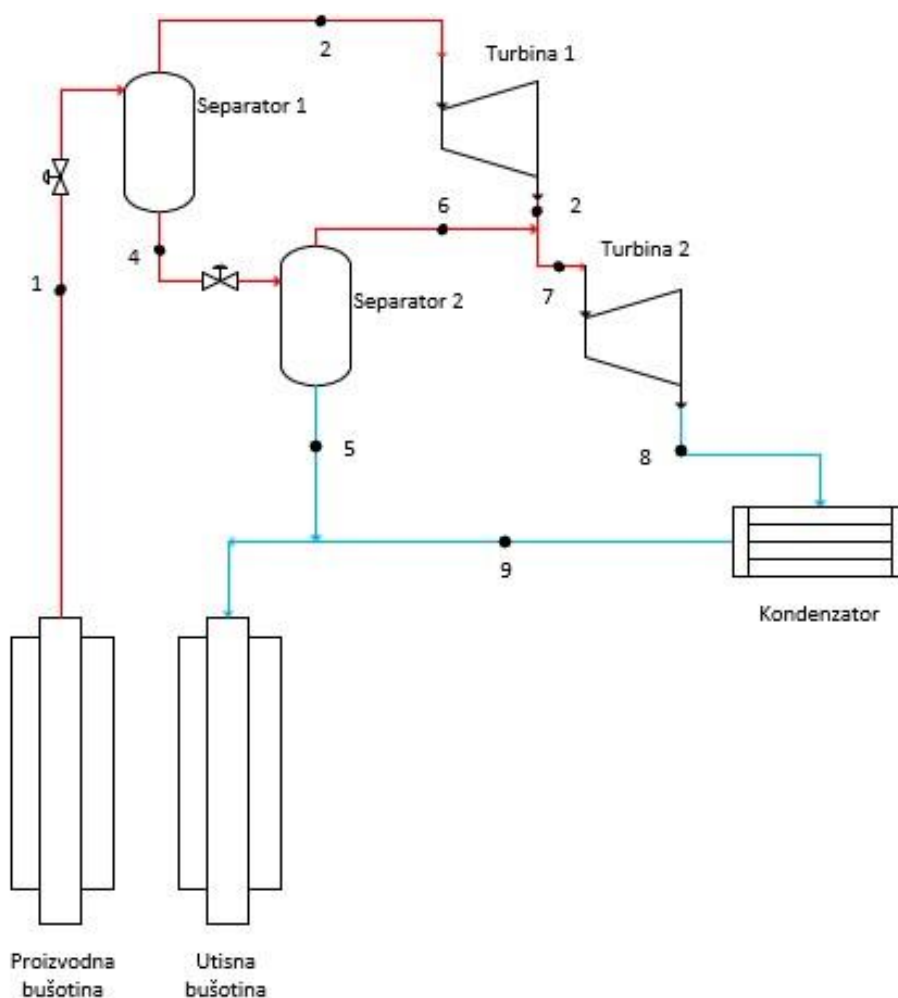 2
Turbina 1
Separator 1
6
2
Turbina 2
4
1
7
Separator 2
5
8
9
Kondenzator
Proizvodna
bušotina
Utisna
bušotina